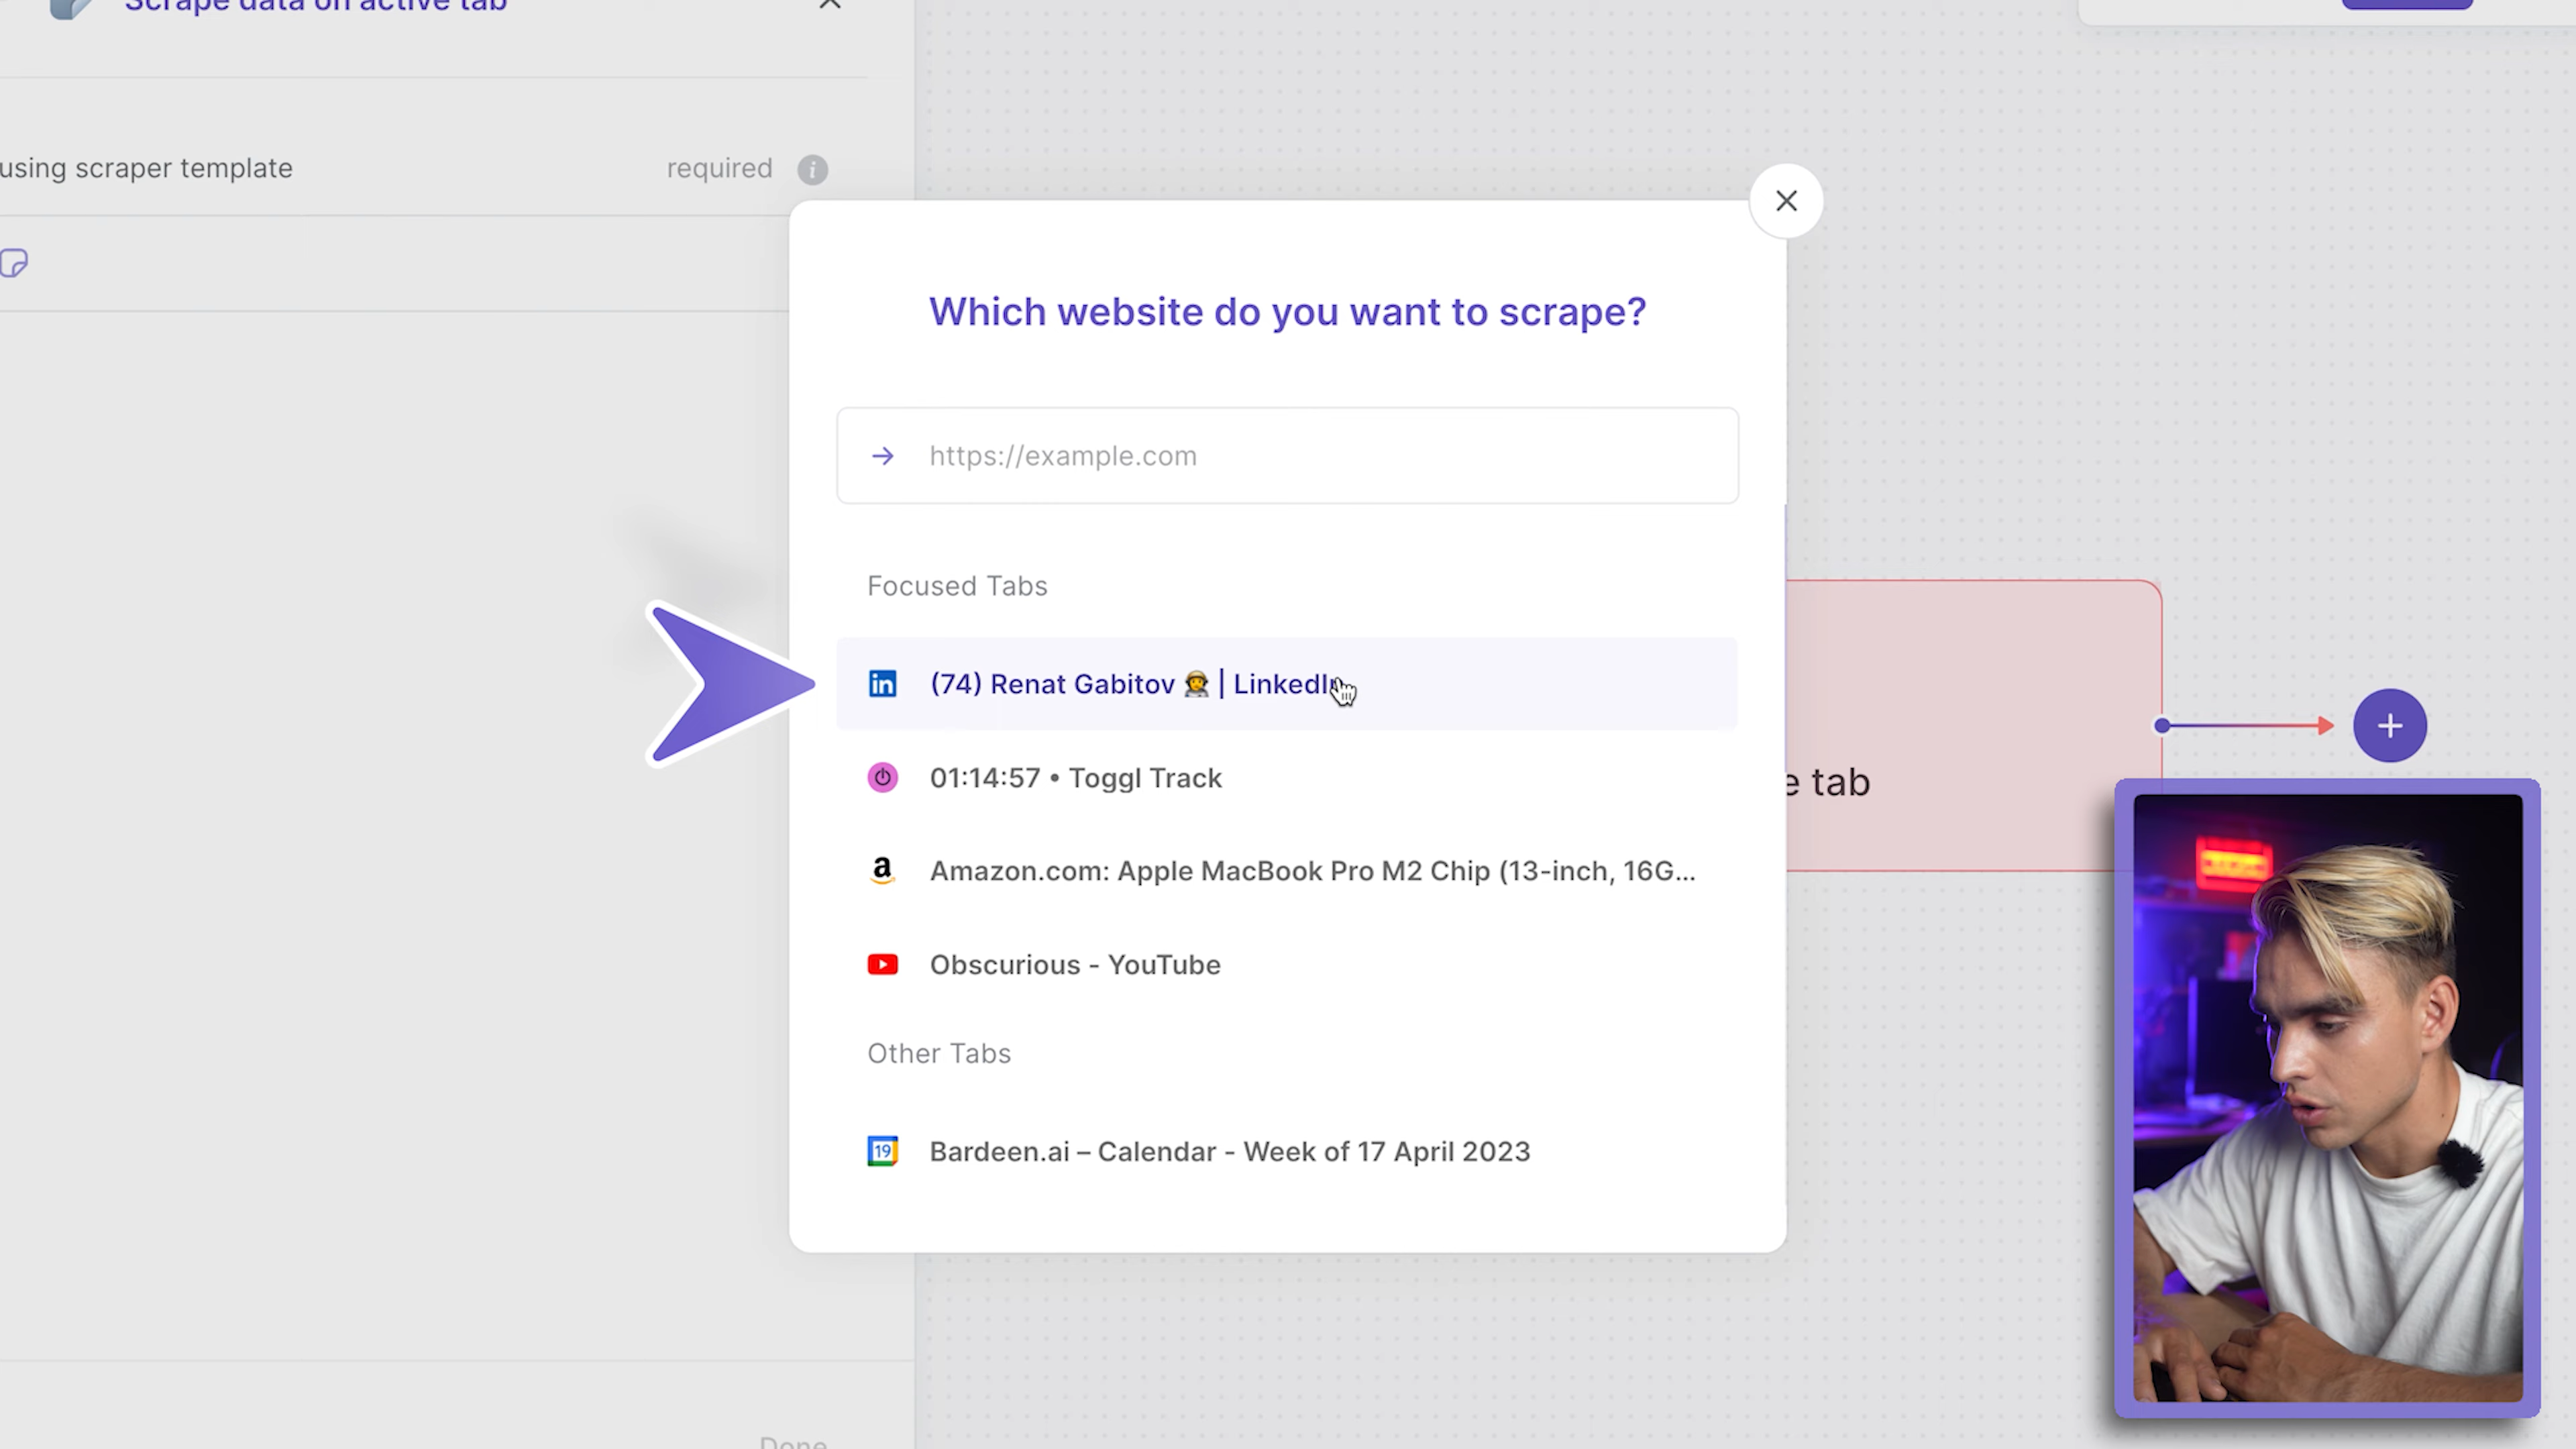 Scrape data on active tab
using scraper template
required
Which website do you want to scrape?
https://example.com
Focused Tabs
(74) Renat Gabitov 👨‍🚀 | LinkedIn
01:14:57 • Toggl Track
Amazon.com: Apple MacBook Pro M2 Chip (13-inch, 16G...
Obscurious - YouTube
Other Tabs
19
Bardeen.ai – Calendar - Week of 17 April 2023
e tab
Done